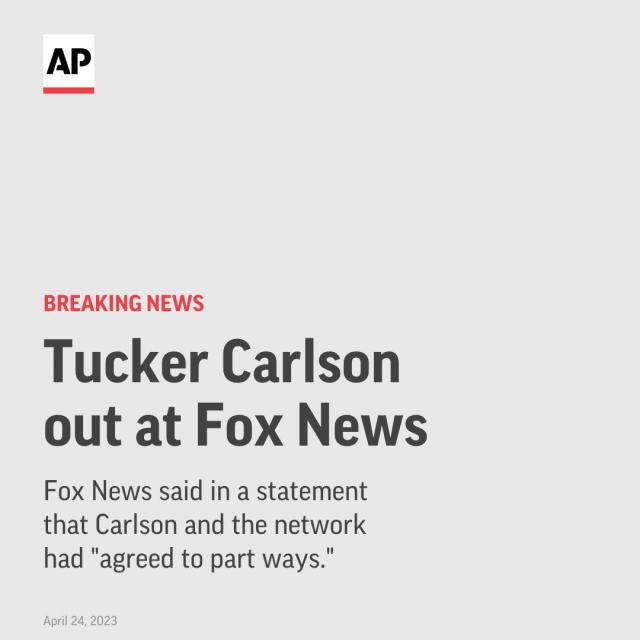 AP
BREAKING NEWS
Tucker Carlson
out at Fox News
Fox News said in a statement
that Carlson and the network
had "agreed to part ways."
April 24, 2023